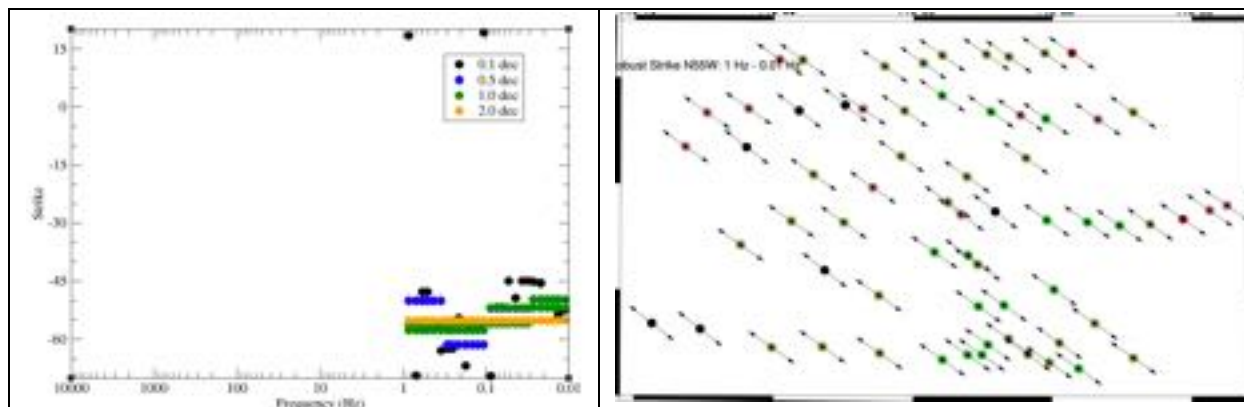 15
0
-15
-30
-45
-60
Strike
0.1 dec
0.5 dec
1.0 dec
2.0 dec
10000
1000
100
10
1
0.1
0.01
Frequency (Hz)
obust Strike N55W: 1 Hz - 0.01 Hz